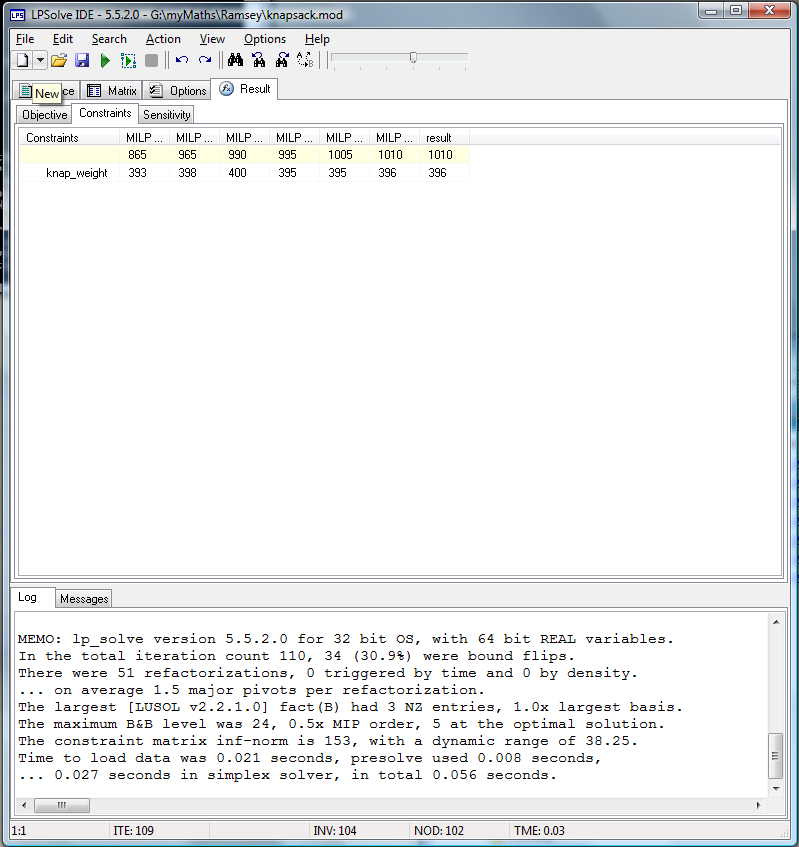 LPSolve IDE - 5.5.2.0 - G:\myMaths\Ramsey\knapsack.mod
File Edit Search Action View Options Help
New Matrix Options Result
Objective Constraints Sensitivity
Constraints MILP ... MILP ... MILP ... MILP ... MILP ... MILP ... result
865 965 990 995 1005 1010 1010
knap_weight 393 398 400 395 395 396 396
Log Messages
MEMO: lp_solve version 5.5.2.0 for 32 bit OS, with 64 bit REAL variables.
In the total iteration count 110, 34 (30.9%) were bound flips.
There were 51 refactorizations, 0 triggered by time and 0 by density.
... on average 1.5 major pivots per refactorization.
The largest [LUSOL v2.2.1.0] fact(B) had 3 NZ entries, 1.0x largest basis.
The maximum B&B level was 24, 0.5x MIP order, 5 at the optimal solution.
The constraint matrix inf-norm is 153, with a dynamic range of 38.25.
Time to load data was 0.021 seconds, presolve used 0.008 seconds,
... 0.027 seconds in simplex solver, in total 0.056 seconds.
1:1 ITE: 109 INV: 104 NOD: 102 TME: 0.03